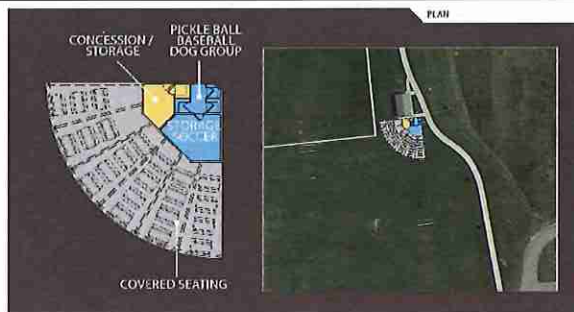 PLAN
CONCESSION /
STORAGE
PICKLE BALL
BASEBALL
DOG GROUP
STORAGE
SOCCER
COVERED SEATING